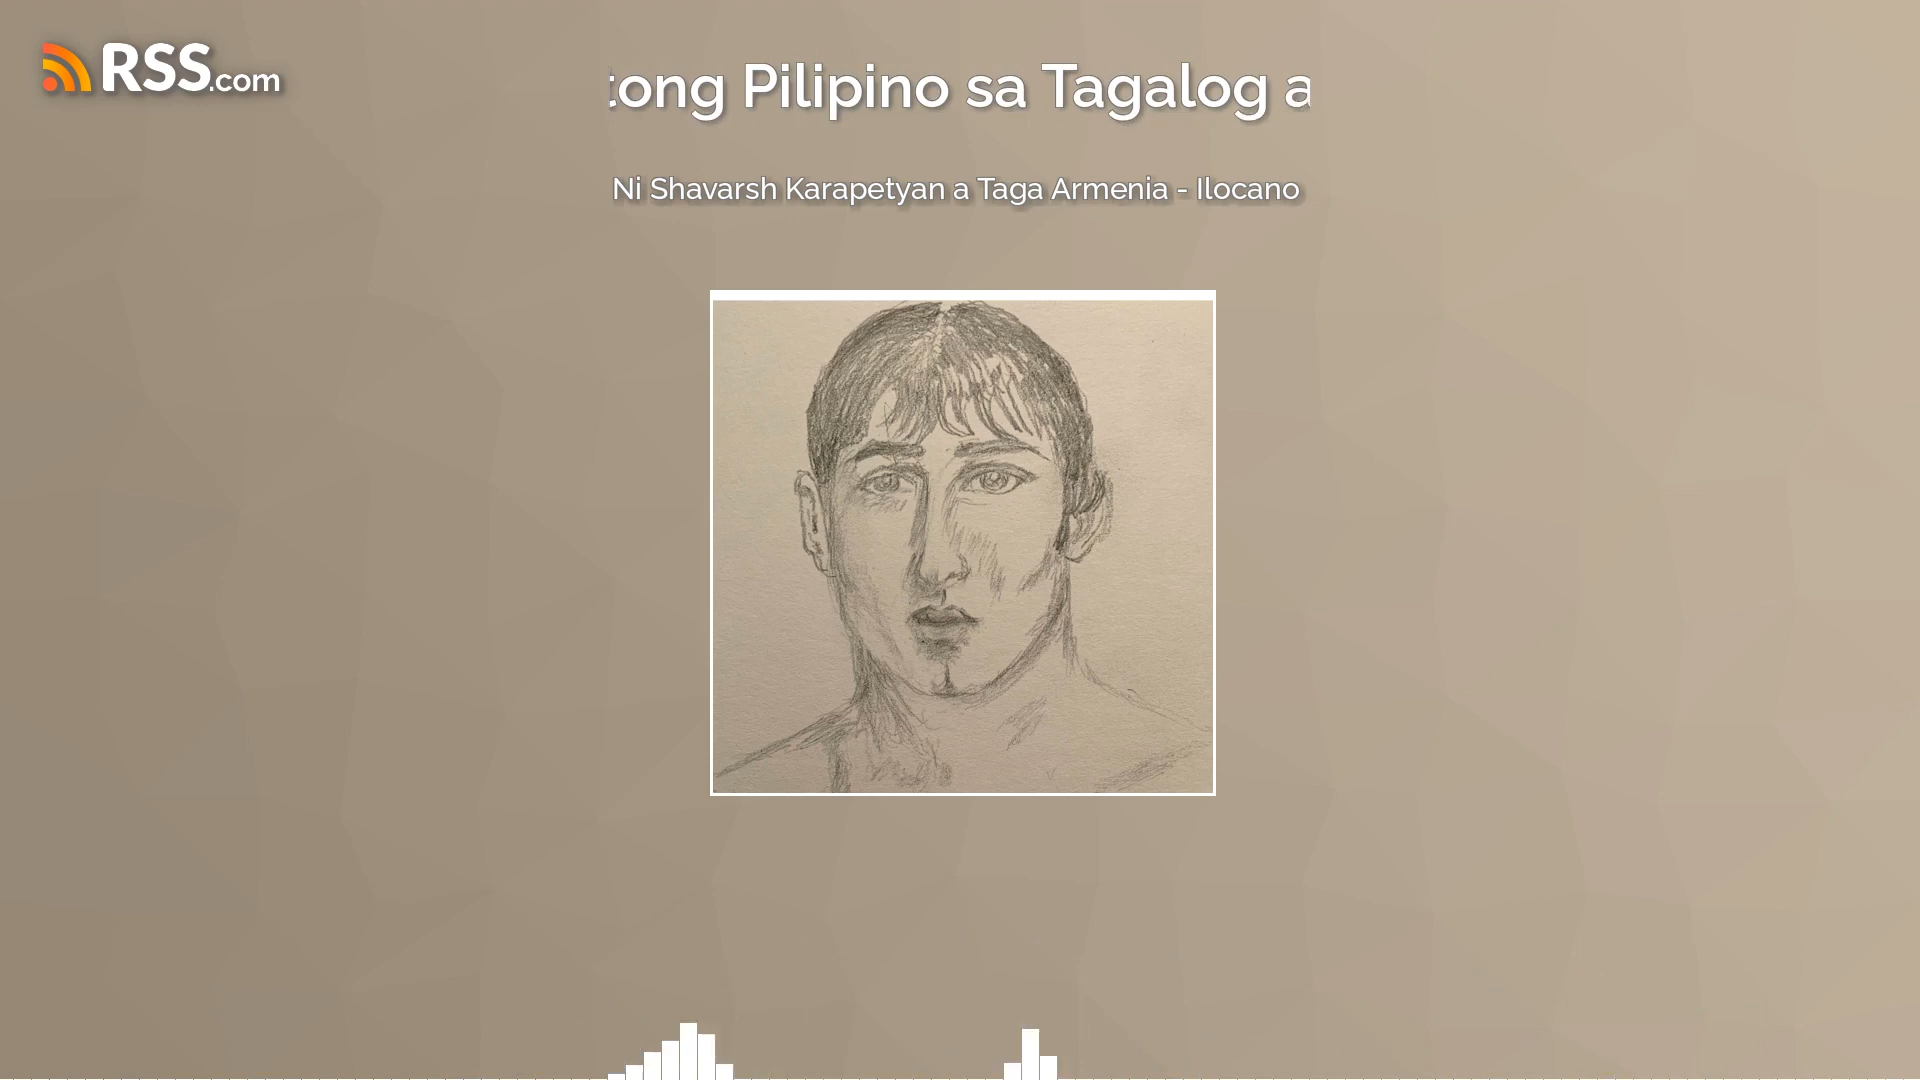 RSS.com
tong Pilipino sa Tagalog a
Ni Shavarsh Karapetyan a Taga Armenia - Ilocano